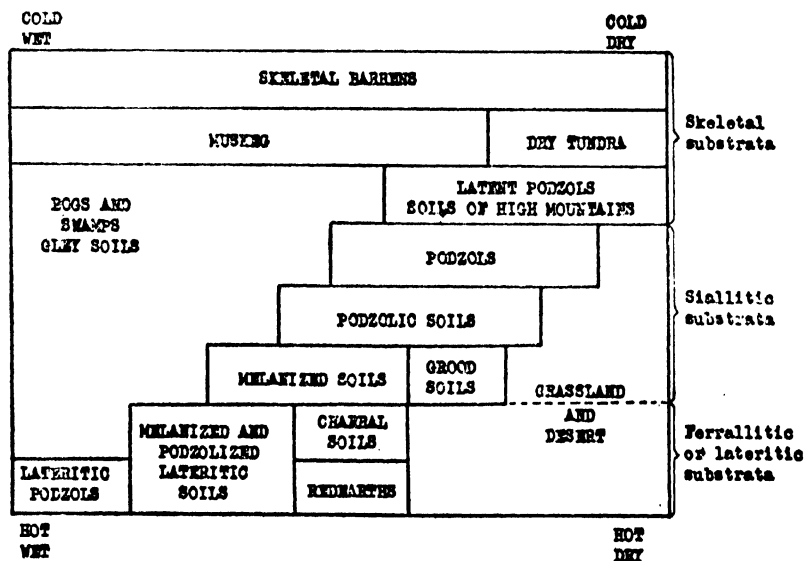 COLD
WET
COLD
DRY
SKELETAL BARRENS
MUSKEG
DRY TUNDRA
Skeletal
substrata
LATENT PODZOLS
SOILS OF HIGH MOUNTAINS
BOGS AND
SWAMPS
GLEY SOILS
PODZOLS
Siallitic
substrata
PODZOLIC SOILS
MELANIZED SOILS
GROOD
SOILS
GRASSLAND
AND
DESERT
MELANIZED AND
PODZOLIZED
LATERITIC
SOILS
CHARRAL
SOILS
Ferrallitic
or lateritic
substrata
LATERITIC
PODZOLS
REDEARTHS
HOT
WET
HOT
DRY